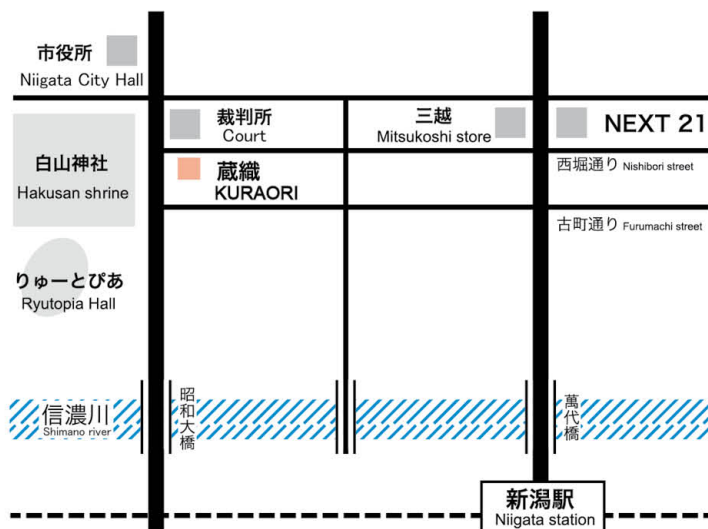 市役所
Niigata City Hall
裁判所
Court
三越
Mitsukoshi store
NEXT 21
白山神社
Hakusan shrine
蔵織
KURAORI
西堀通り Nishibori street
古町通り Furumachi street
りゅーとぴあ
Ryutopia Hall
信濃川
Shimano river
昭和大橋
萬代橋
新潟駅
Niigata station